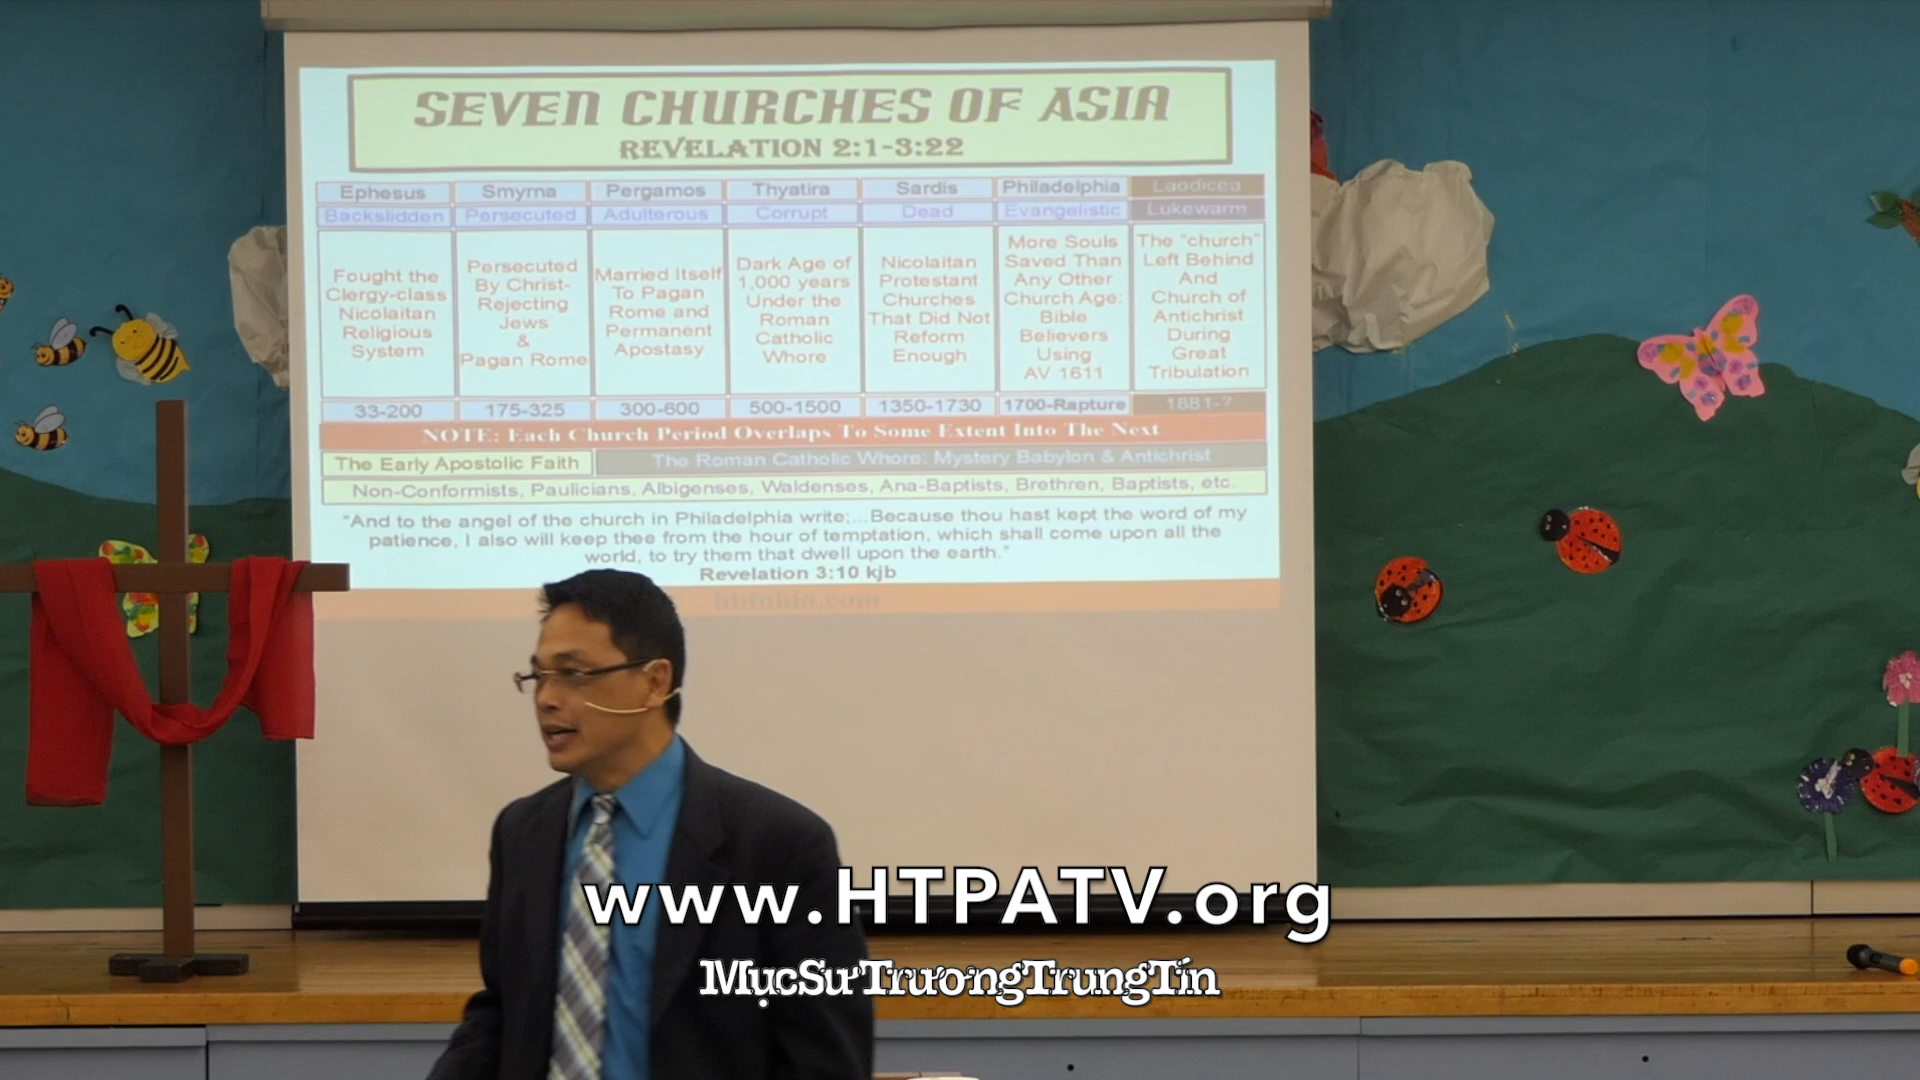 SEVEN CHURCHES OF ASIA
REVELATION 2:1-3:22
Ephesus Smyrna Pergamos Thyatira Sardis Philadelphia Laodicea
Backslidden Persecuted Adulterous Corrupt Dead Evangelistic Lukewarm
Fought the
Clergy-class
Nicolaitan
Religious
System
Persecuted
By Christ-
Rejecting
Jews
&
Pagan Rome
Married Itself
To Pagan
Rome and
Permanent
Apostasy
Dark Age of
1,000 years
Under the
Roman
Catholic
Whore
Nicolaitan
Protestant
Churches
That Did Not
Reform
Enough
More Souls
Saved Than
Any Other
Church Age:
Bible
Believers
Using
AV 1611
The "church"
Left Behind
And
Church of
Antichrist
During
Great
Tribulation
33-200 175-325 300-600 500-1500 1350-1730 1700-Rapture 1881-?
NOTE: Each Church Period Overlaps To Some Extent Into The Next
The Early Apostolic Faith The Roman Catholic Whore: Mystery Babylon & Antichrist
Non-Conformists, Paulicians, Albigenses, Waldenses, Ana-Baptists, Brethren, Baptists, etc.
"And to the angel of the church in Philadelphia write;...Because thou hast kept the word of my
patience, I also will keep thee from the hour of temptation, which shall come upon all the
world, to try them that dwell upon the earth."
Revelation 3:10 kjb
bbfohio.com
www.HTPATV.org
MụcSưTrươngTrungTín